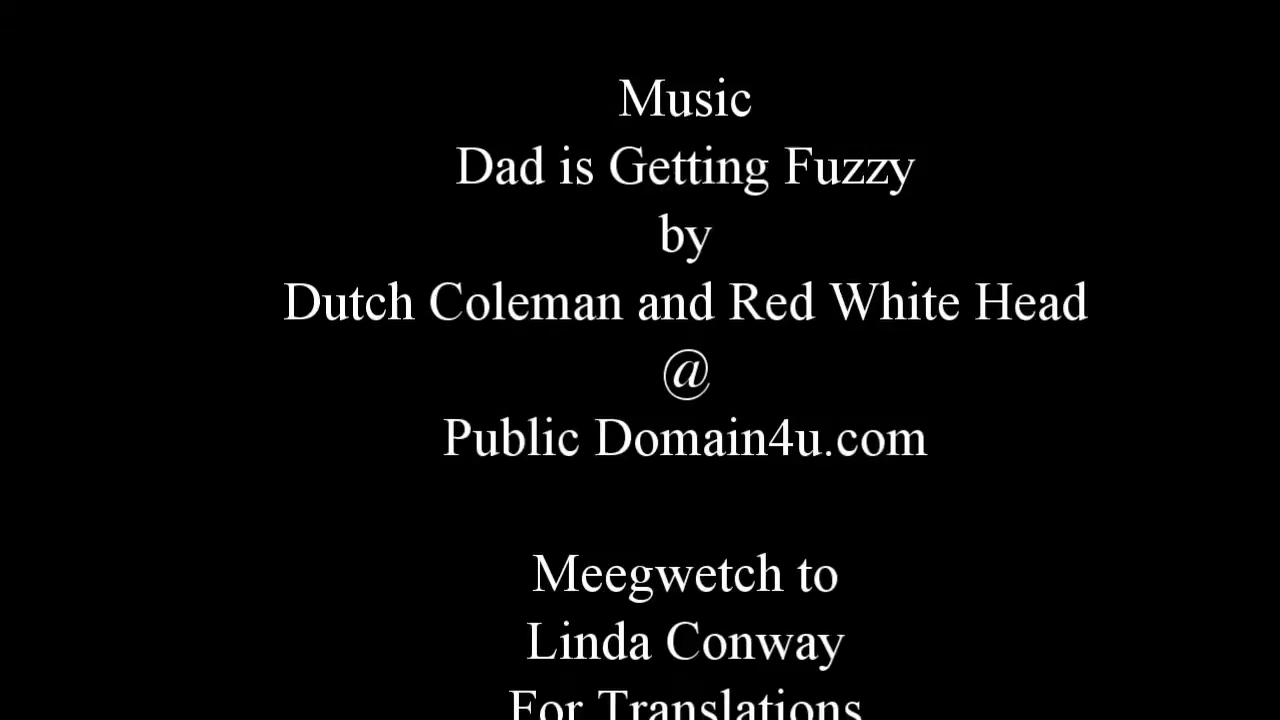 Music
Dad is Getting Fuzzy
by
Dutch Coleman and Red White Head
@
Public Domain4u.com
Meegwetch to
Linda Conway
For Translations